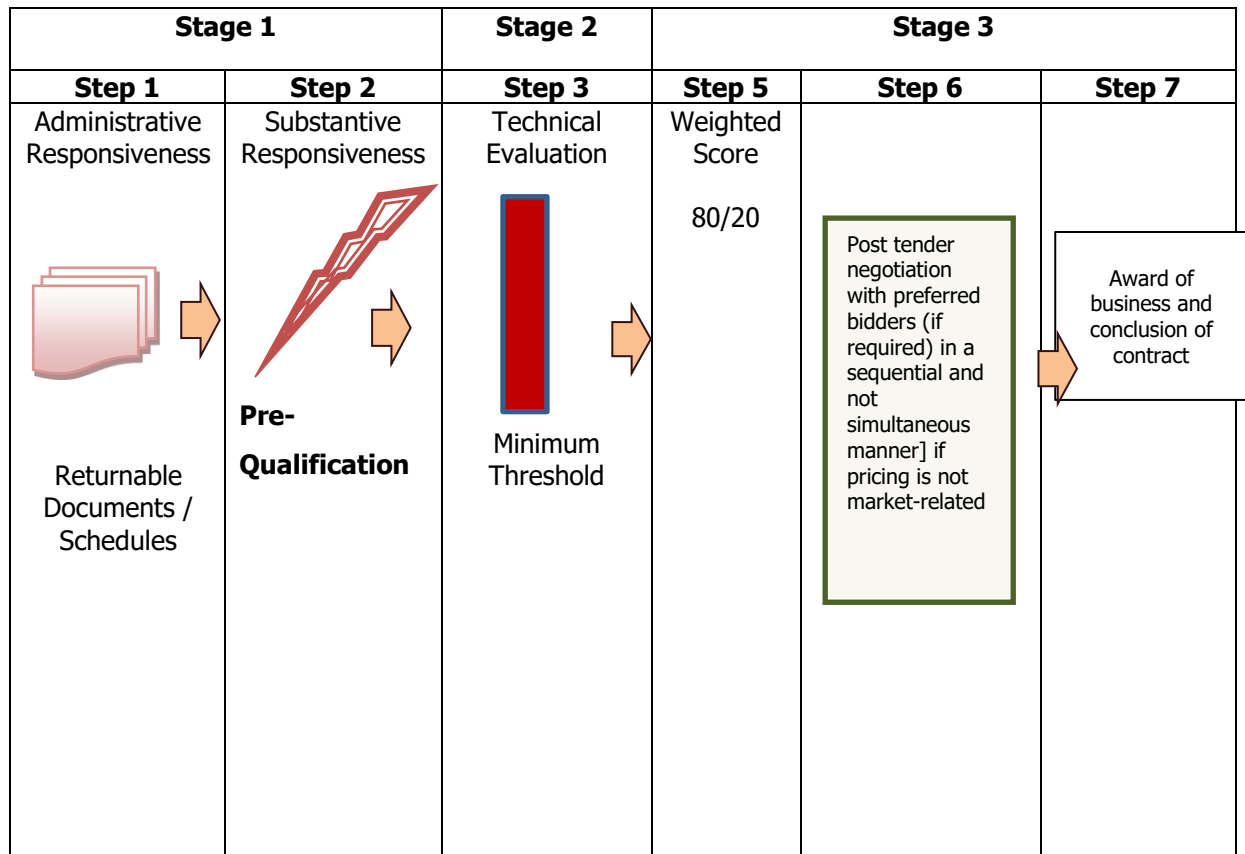 Stage 1
Stage 2
Stage 3
Step 1
Step 2
Step 3
Step 5
Step 6
Step 7
Administrative
Responsiveness
Returnable
Documents /
Schedules
Substantive
Responsiveness
Pre-
Qualification
Technical
Evaluation
Minimum
Threshold
Weighted
Score
80/20
Post tender
negotiation
with preferred
bidders (if
required) in a
sequential and
not
simultaneous
manner] if
pricing is not
market-related
Award of
business and
conclusion of
contract